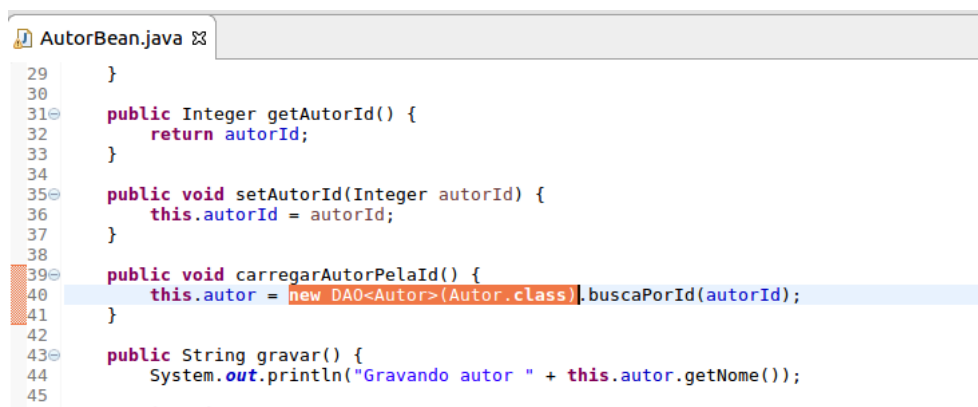 AutorBean.java
29 }
30
31 public Integer getAutorId() {
32 return autorId;
33 }
34
35 public void setAutorId(Integer autorId) {
36 this.autorId = autorId;
37 }
38
39 public void carregarAutorPelaId() {
40 this.autor = new DAO<Autor>(Autor.class).buscaPorId(autorId);
41 }
42
43 public String gravar() {
44 System.out.println("Gravando autor " + this.autor.getNome());
45